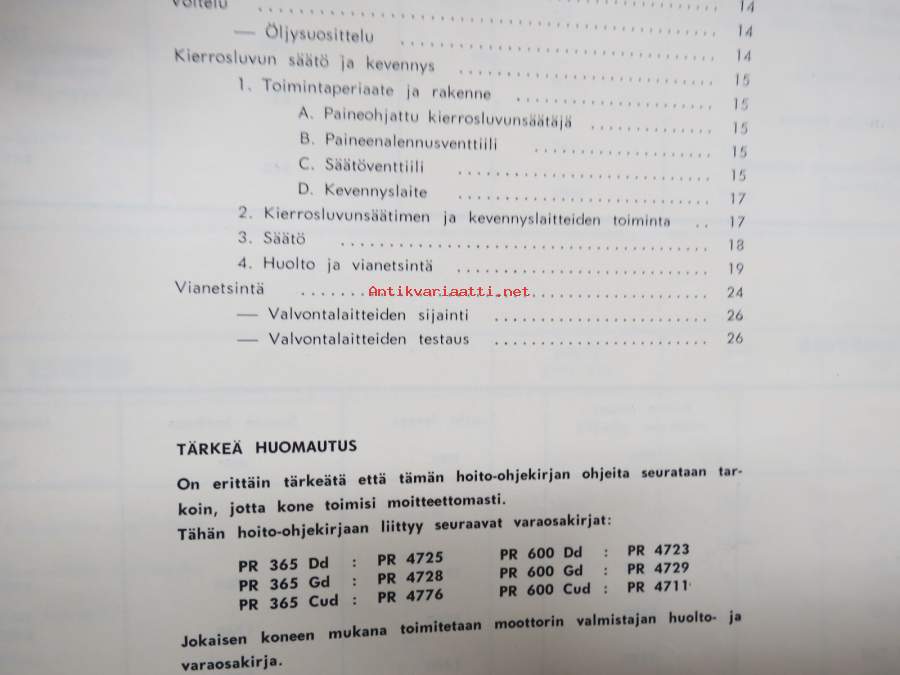 Voitelu ........ 14
— Öljysuosittelu ........ 14
14
Kierrosluvun säätö ja kevennys ........ 15
1. Toimintaperiaate ja rakenne ........ 15
A. Paineohjattu kierrosluvunsäätäjä ........ 15
B. Paineenalennusventtiili ........ 15
C. Säätöventtiili ........ 15
D. Kevennyslaite ........ 17
2. Kierrosluvunsäätimen ja kevennyslaitteiden toiminta .. 17
3. Säätö ........ 18
4. Huolto ja vianetsintä ........ 19
Vianetsintä ........ 24
Antikvariaatti.net
— Valvontalaitteiden sijainti ........ 26
— Valvontalaitteiden testaus ........ 26
TÄRKEÄ HUOMAUTUS
On erittäin tärkeätä että tämän hoito-ohjekirjan ohjeita seurataan tar-
koin, jotta kone toimisi moitteettomasti.
Tähän hoito-ohjekirjaan liittyy seuraavat varaosakirjat:
PR 365 Dd : PR 4725 PR 600 Dd : PR 4723
PR 365 Gd : PR 4728 PR 600 Gd : PR 4729
PR 365 Cud : PR 4776 PR 600 Cud : PR 4711
Jokaisen koneen mukana toimitetaan moottorin valmistajan huolto- ja
varaosakirja.